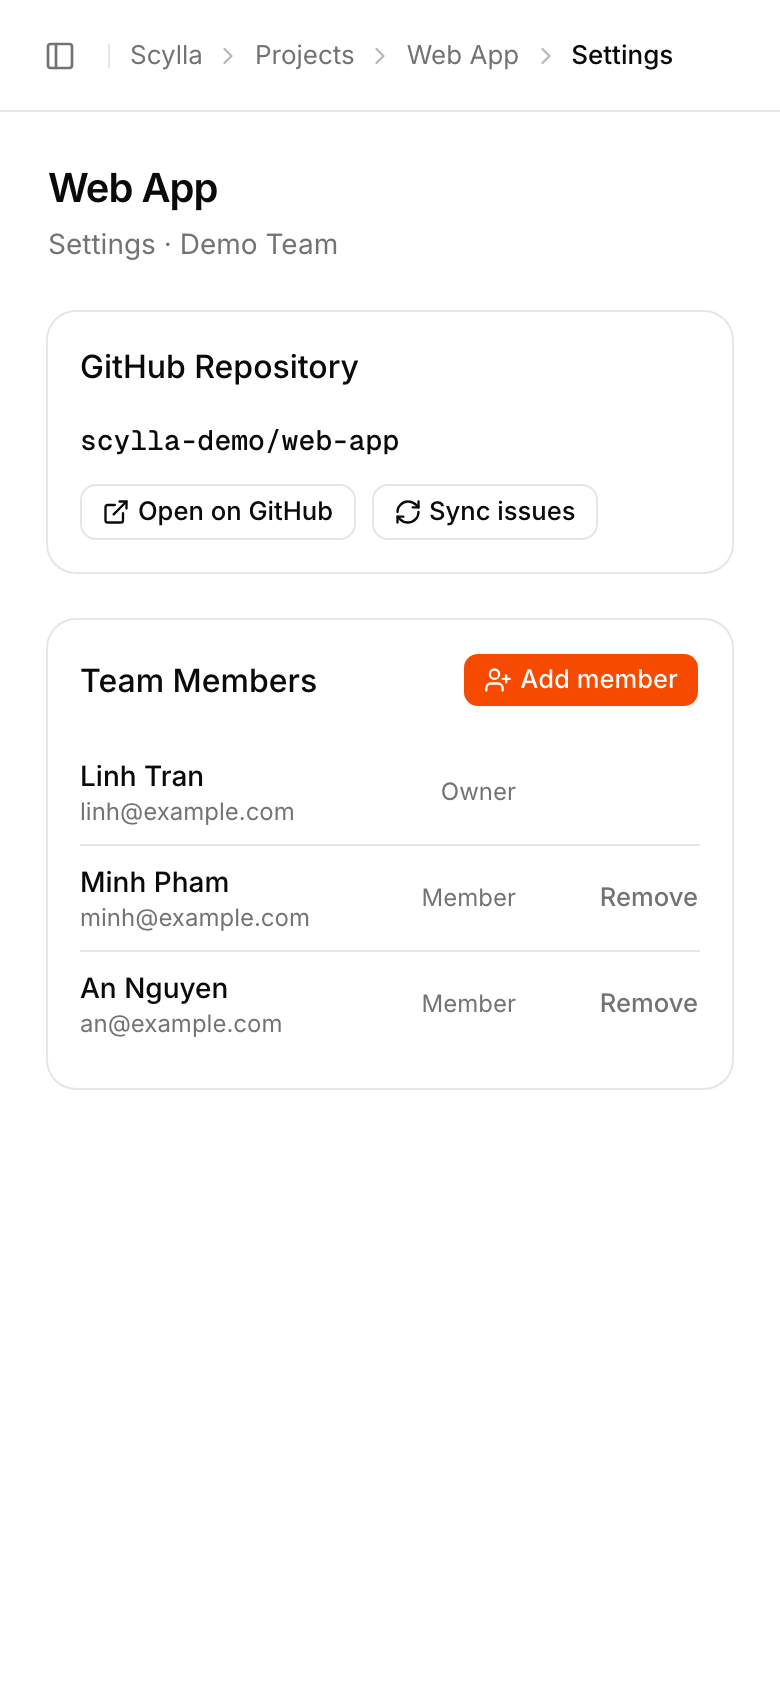 Scylla Projects Web App Settings
Web App
Settings · Demo Team
GitHub Repository
scylla-demo/web-app
Open on GitHub Sync issues
Team Members Add member
Linh Tran
linh@example.com
Owner
Minh Pham
minh@example.com
Member Remove
An Nguyen
an@example.com
Member Remove